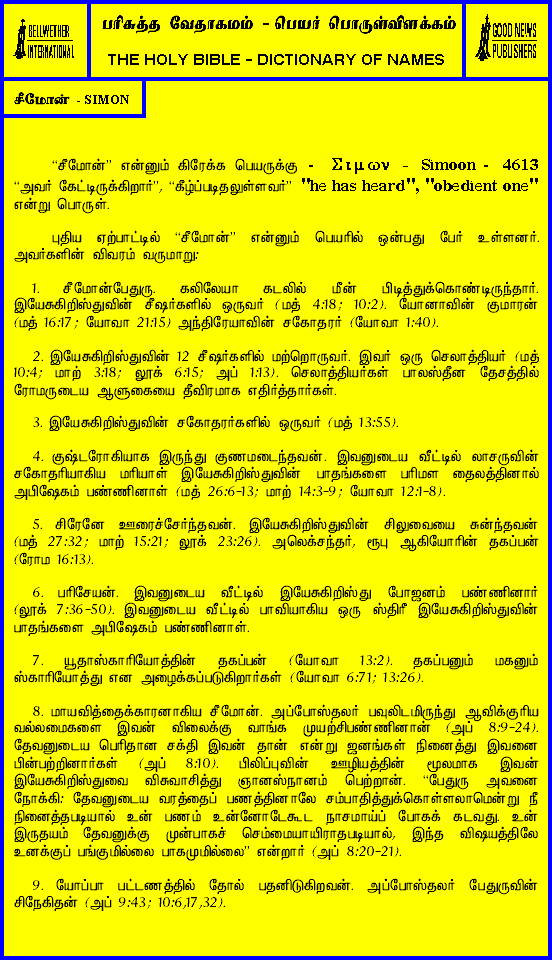 BELLWETHER
INTERNATIONAL
பரிசுத்த வேதாகமம் - பெயர் பொருள்விளக்கம்
THE HOLY BIBLE - DICTIONARY OF NAMES
GOOD NEWS
PUBLISHERS
சீமோன் - SIMON
“சீமோன்” என்னும் கிரேக்க பெயருக்கு - Σιμων - Simoon - 4613
“அவர் கேட்டிருக்கிறார்”, “கீழ்ப்படிதலுள்ளவர்” "he has heard", "obedient one"
என்று பொருள்.
புதிய ஏற்பாட்டில் “சீமோன்” என்னும் பெயரில் ஒன்பது பேர் உள்ளனர்.
அவர்களின் விவரம் வருமாறு:
1. சீமோன்பேதுரு. கலிலேயா கடலில் மீன் பிடித்துக்கொண்டிருந்தார்.
இயேசுகிறிஸ்துவின் சீஷர்களில் ஒருவர் (மத் 4:18; 10:2). யோனாவின் குமாரன்
(மத் 16:17; யோவா 21:15) அந்திரேயாவின் சகோதரர் (யோவா 1:40).
2. இயேசுகிறிஸ்துவின் 12 சீஷர்களில் மற்றொருவர். இவர் ஒரு செலாத்தியர் (மத்
10:4; மாற் 3:18; லூக் 6:15; அப் 1:13). செலாத்தியர்கள் பாலஸ்தீன தேசத்தில்
ரோமருடைய ஆளுகையை தீவிரமாக எதிர்த்தார்கள்.
3. இயேசுகிறிஸ்துவின் சகோதரர்களில் ஒருவர் (மத் 13:55).
4. குஷ்டரோகியாக இருந்து குணமடைந்தவன். இவனுடைய வீட்டில் லாசருவின்
சகோதரியாகிய மரியாள் இயேசுகிறிஸ்துவின் பாதங்களை பரிமள தைலத்தினால்
அபிஷேகம் பண்ணினாள் (மத் 26:6-13; மாற் 14:3-9; யோவா 12:1-8).
5. சிரேனே ஊரைச்சேர்ந்தவன். இயேசுகிறிஸ்துவின் சிலுவையை சுன்ந்தவன்
(மத் 27:32; மாற் 15:21; லூக் 23:26). அலெக்சந்தர், ரூபு ஆகியோரின் தகப்பன்
(ரோம 16:13).
6. பரிசேயன். இவனுடைய வீட்டில் இயேசுகிறிஸ்து போஜனம் பண்ணினார்
(லூக் 7:36-50). இவனுடைய வீட்டில் பாவியாகிய ஒரு ஸ்திரீ இயேசுகிறிஸ்துவின்
பாதங்களை அபிஷேகம் பண்ணினாள்.
7. யூதாஸ்காரியோத்தின் தகப்பன் (யோவா 13:2). தகப்பனும் மகனும்
ஸ்காரியோத்து என அழைக்கப்படுகிறார்கள் (யோவா 6:71; 13:26).
8. மாயவித்தைக்காரனாகிய சீமோன். அப்போஸ்தலர் பவுலிடமிருந்து ஆவிக்குரிய
வல்லமைகளை இவன் விலைக்கு வாங்க முயற்சிபண்ணினான் (அப் 8:9-24).
தேவனுடைய பெரிதான சக்தி இவன் தான் என்று ஜனங்கள் நினைத்து இவனை
பின்பற்றினார்கள் (அப் 8:10). பிலிப்புவின் ஊழியத்தின் மூலமாக இவன்
இயேசுகிறிஸ்துவை விசுவாசித்து ஞானஸ்நானம் பெற்றான். “பேதுரு அவனை
நோக்கி: தேவனுடைய வரத்தைப் பணத்தினாலே சம்பாதித்துக்கொள்ளலாமென்று நீ
நினைத்தபடியால் உன் பணம் உன்னோடேகூட நாசமாய்ப் போகக் கடவது. உன்
இருதயம் தேவனுக்கு முன்பாகச் செம்மையாயிராதபடியால், இந்த விஷயத்திலே
உனக்குப் பங்குமில்லை பாகமுமில்லை” என்றார் (அப் 8:20-21).
9. யோப்பா பட்டணத்தில் தோல் பதனிடுகிறவன். அப்போஸ்தலர் பேதுருவின்
சிநேகிதன் (அப் 9:43; 10:6,17,32).